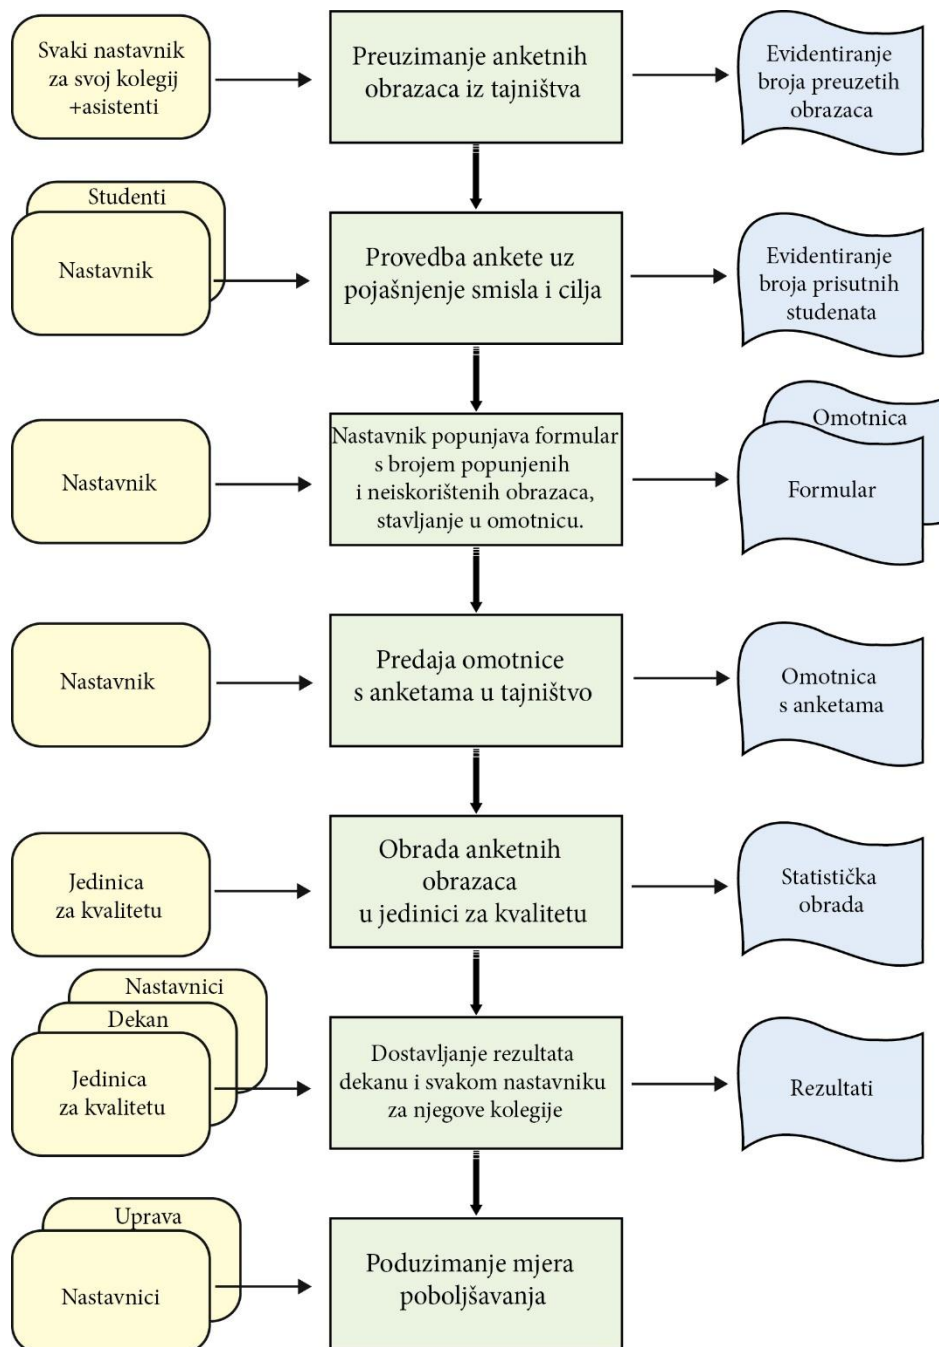 Svaki nastavnik
za svoj kolegij
+asistenti
Preuzimanje anketnih
obrazaca iz tajništva
Evidentiranje
broja preuzetih
obrazaca
Studenti
Nastavnik
Provedba ankete uz
pojašnjenje smisla i cilja
Evidentiranje
broja prisutnih
studenata
Nastavnik
Nastavnik popunjava formular
s brojem popunjenih
i neiskorištenih obrazaca,
stavljanje u omotnicu.
Omotnica
Formular
Nastavnik
Predaja omotnice
s anketama u tajništvo
Omotnica
s anketama
Jedinica
za kvalitetu
Obrada anketnih
obrazaca
u jedinici za kvalitetu
Statistička
obrada
Nastavnici
Dekan
Jedinica
za kvalitetu
Dostavljanje rezultata
dekanu i svakom nastavniku
za njegove kolegije
Rezultati
Uprava
Nastavnici
Poduzimanje mjera
poboljšavanja